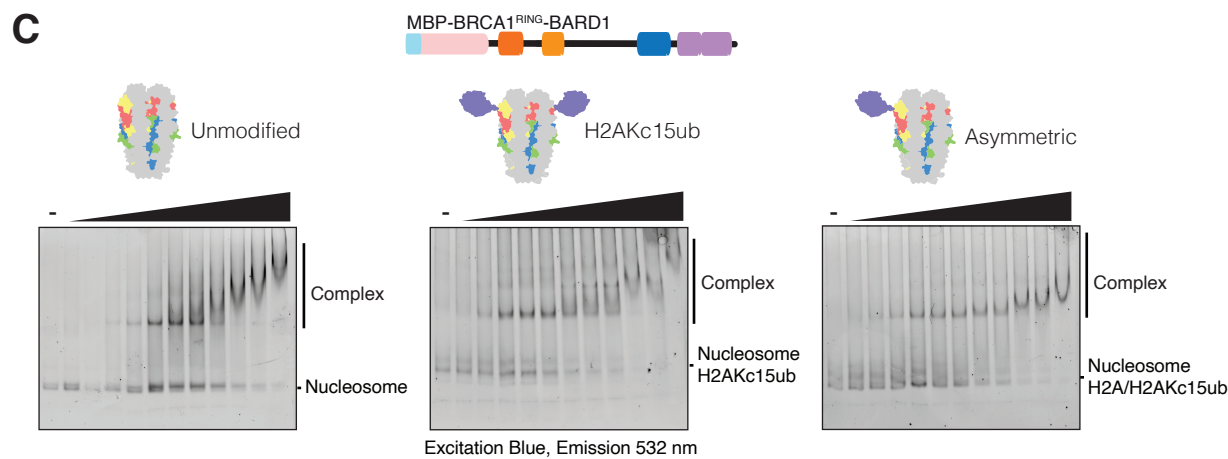 C
MBP-BRCA1RING-BARD1
Unmodified
H2AKc15ub
Asymmetric
-
-
-
Complex
Nucleosome
Complex
Nucleosome
H2AKc15ub
Complex
Nucleosome
H2A/H2AKc15ub
Excitation Blue, Emission 532 nm